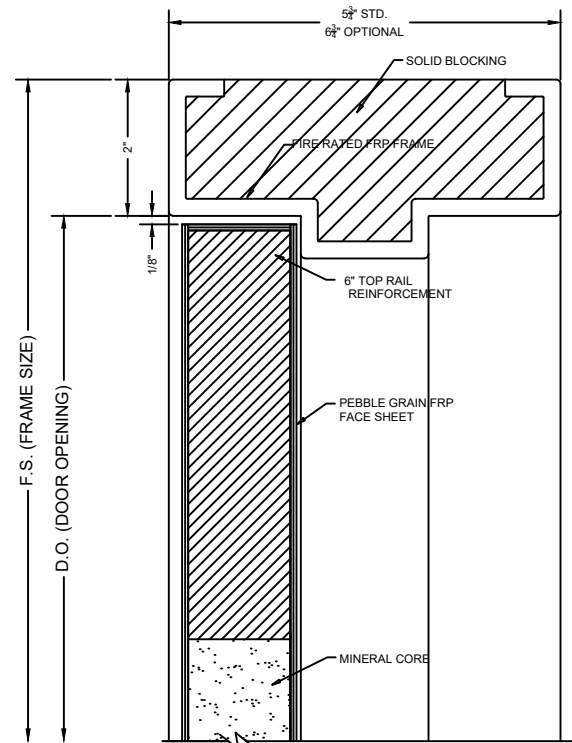 5¾" STD.
6¾" OPTIONAL
SOLID BLOCKING
2"
FIRE RATED FRP FRAME
1/8"
6" TOP RAIL
REINFORCEMENT
PEBBLE GRAIN FRP
FACE SHEET
F.S. (FRAME SIZE)
D.O. (DOOR OPENING)
MINERAL CORE